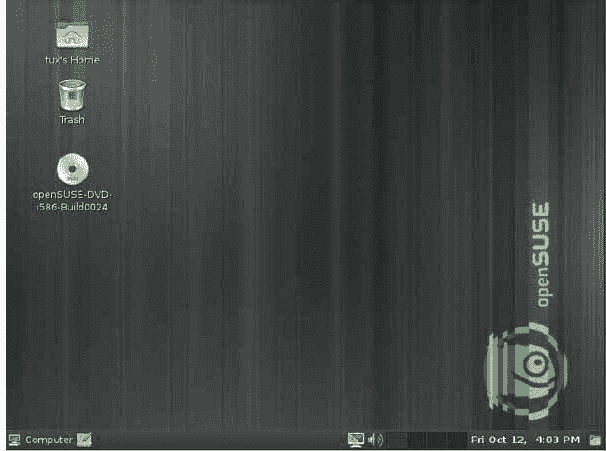 tux's Home
Trash
openSUSE-DVD-
i586-Build0024
openSUSE
Computer
Fri Oct 12, 4:03 PM